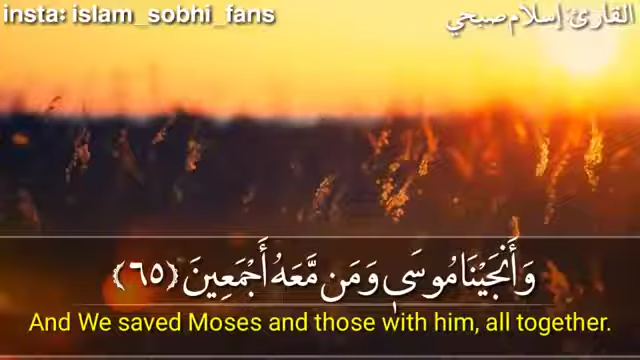 insta: islam_sobhi_fans
القارئ: إسلام صبحي
وَأَنجَيْنَا مُوسَىٰ وَمَن مَّعَهُ أَجْمَعِينَ ﴿٦٥﴾
And We saved Moses and those with him, all together.